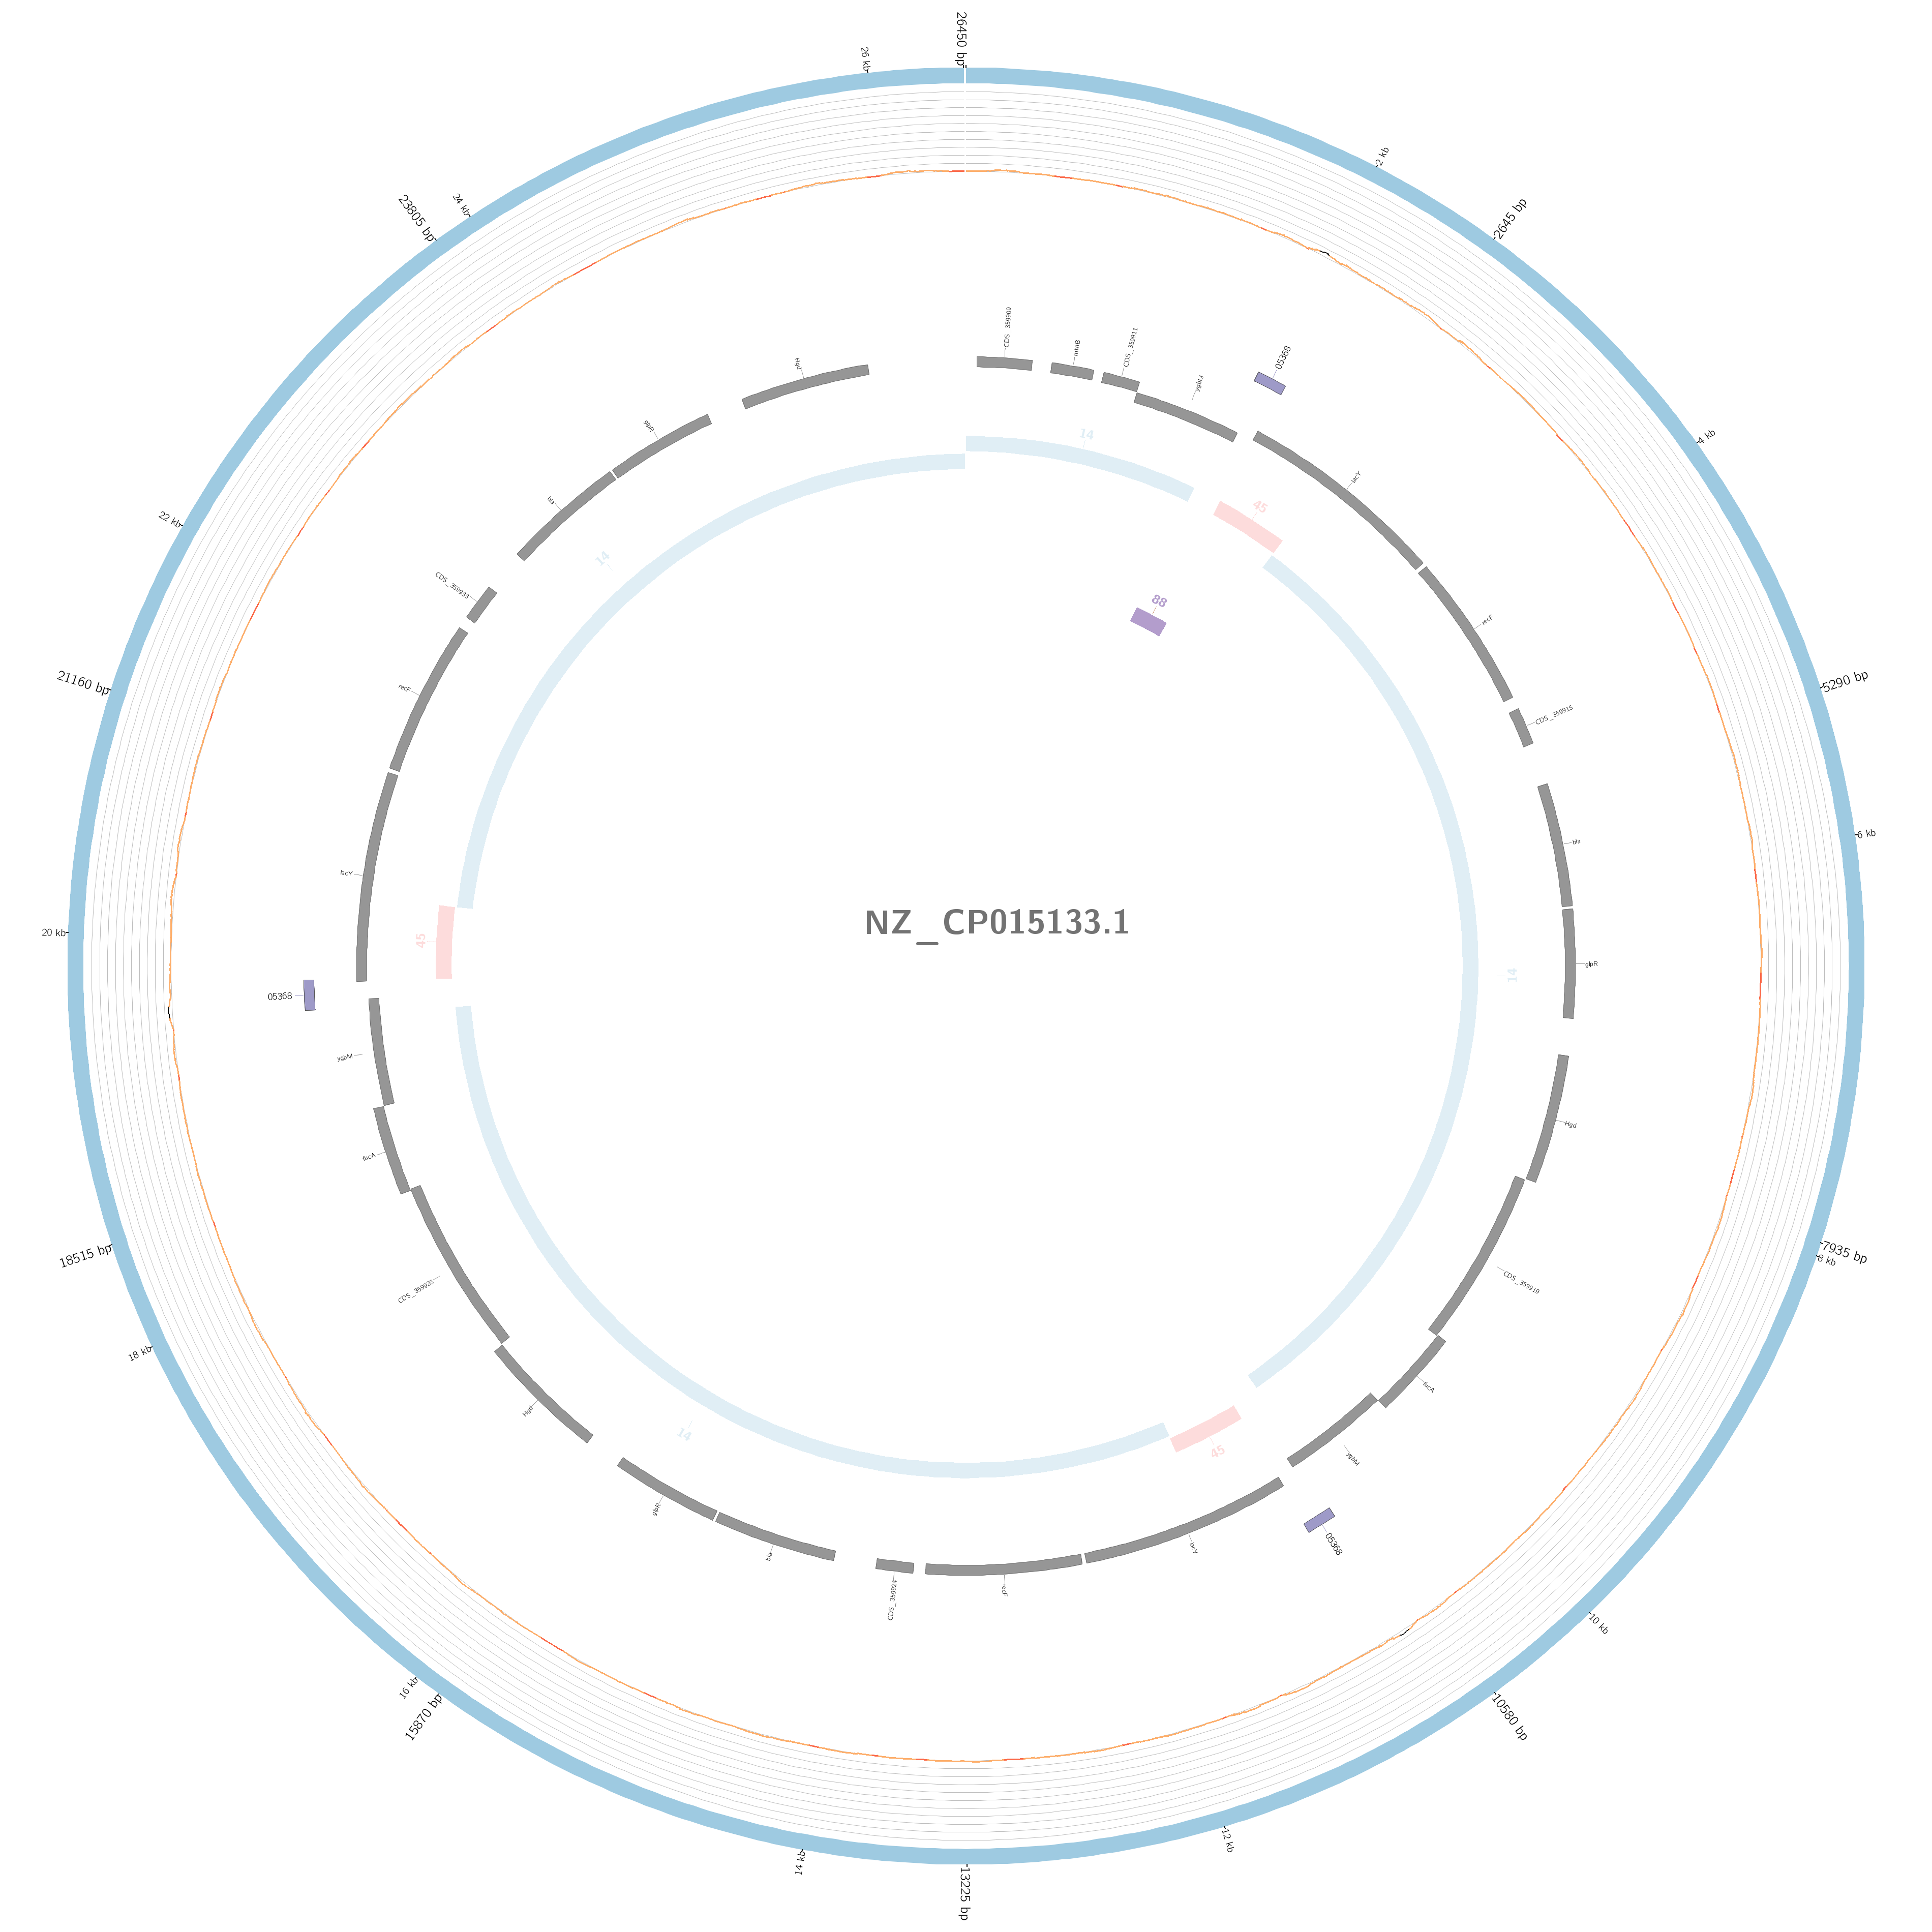 26450 bp
26 kb
2 kb
2645 bp
4 kb
5290 bp
6 kb
7935 bp
8 kb
10 kb
10580 bp
12 kb
13225 bp
14 kb
15870 bp
16 kb
18 kb
18515 bp
20 kb
21160 bp
22 kb
23805 bp
24 kb
CDS_359909
mtnB
CDS_359911
ygbM
05368
lacY
recF
CDS_359915
bla
glpR
Hgd
CDS_359919
fucA
ygbM
05368
lacY
recF
CDS_359924
bla
glpR
Hgd
CDS_359928
fucA
ygbM
05368
lacY
recF
CDS_359933
bla
glpR
Hgd
14
45
14
45
14
45
14
88
NZ_CP015133.1